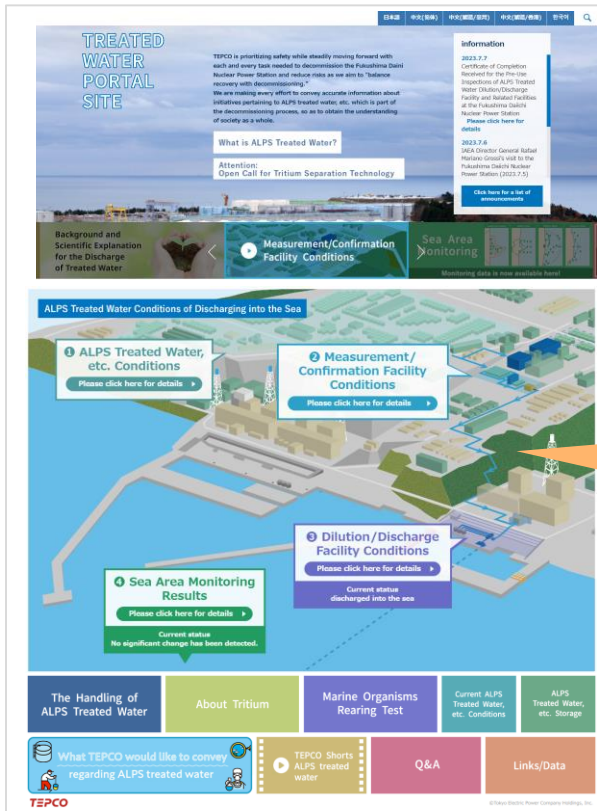 日本語 中文(简体) 中文(繁體/臺灣) 中文(繁體/香港) 한국어
TREATED
WATER
PORTAL
SITE
TEPCO is prioritizing safety while steadily moving forward with
each and every task needed to decommission the Fukushima Daini
Nuclear Power Station and reduce risks as we aim to "balance
recovery with decommissioning."
We are making every effort to convey accurate information about
initiatives pertaining to ALPS treated water, etc. which is part of
the decommissioning process, so as to obtain the understanding
of society as a whole.
What is ALPS Treated Water?
Attention:
Open Call for Tritium Separation Technology
information
2023.7.7
Certificate of Completion
Received for the Pre-Use
Inspections of ALPS Treated
Water Dilution/Discharge
Facility and Related Facilities
at the Fukushima Daiichi
Nuclear Power Station
Please click here for
details
2023.7.6
IAEA Director General Rafael
Mariano Grossi's visit to the
Fukushima Daiichi Nuclear
Power Station (2023.7.5)
Click here for a list of
announcements
Background and
Scientific Explanation
for the Discharge
of Treated Water
Measurement/Confirmation
Facility Conditions
Sea Area
Monitoring
Monitoring data is now available here!
ALPS Treated Water Conditions of Discharging into the Sea
❶ ALPS Treated Water,
etc. Conditions
Please click here for details
❷ Measurement/
Confirmation Facility
Conditions
Please click here for details
❸ Dilution/Discharge
Facility Conditions
Please click here for details
Current status
discharged into the sea
❹ Sea Area Monitoring
Results
Please click here for details
Current status
No significant change has been detected.
The Handling of
ALPS Treated Water
About Tritium
Marine Organisms
Rearing Test
Current ALPS
Treated Water,
etc. Conditions
ALPS
Treated Water,
etc. Storage
What TEPCO would like to convey
regarding ALPS treated water
TEPCO Shorts
ALPS treated
water
Q&A
Links/Data
TEPCO
©Tokyo Electric Power Company Holdings, Inc.